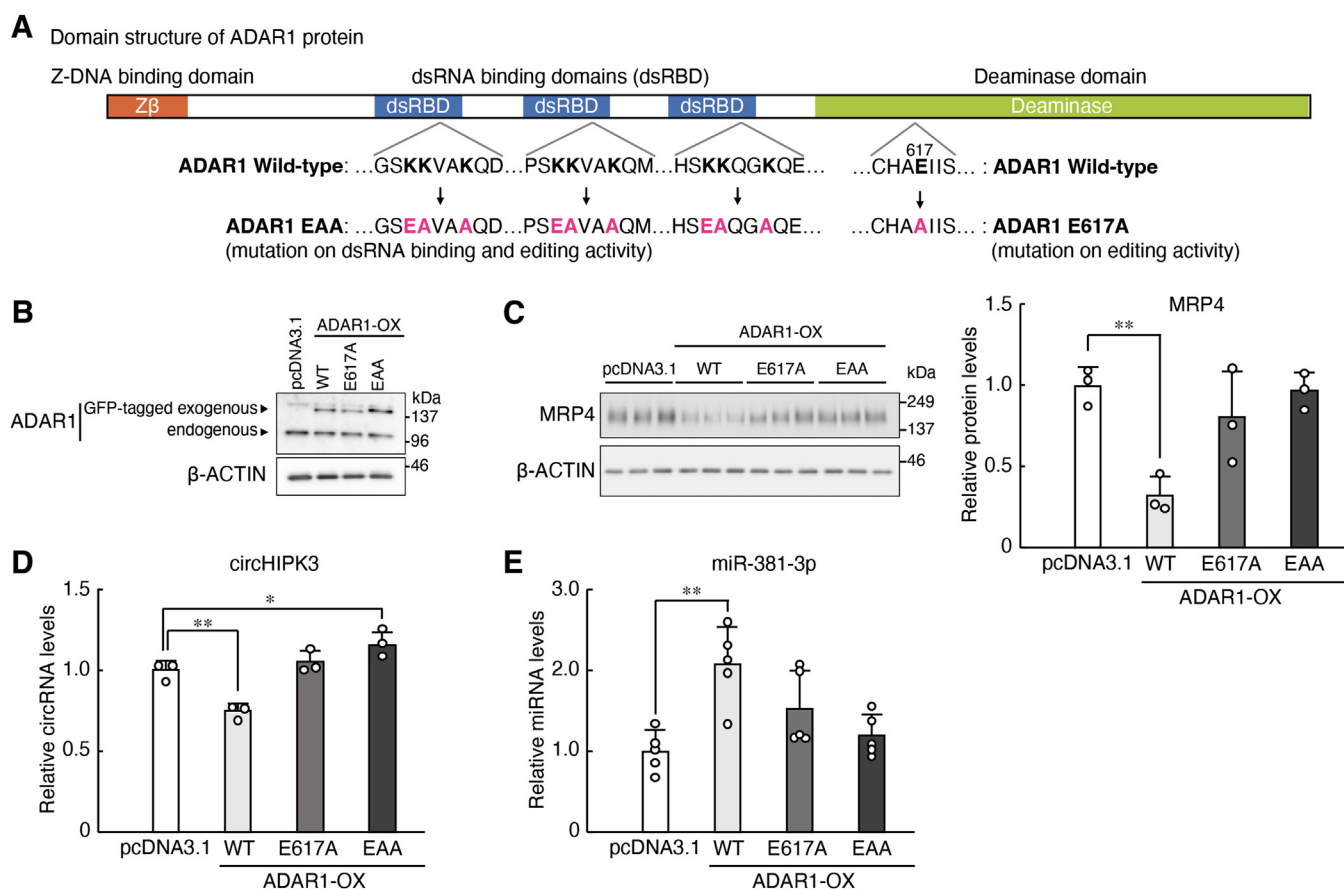 A Domain structure of ADAR1 protein
Z-DNA binding domain dsRNA binding domains (dsRBD) Deaminase domain
Zβ dsRBD dsRBD dsRBD Deaminase
617
ADAR1 Wild-type: ...GSKKVAKQD...PSKKVAKQM...HSKKQGKQE... ...CHAEIIS... : ADAR1 Wild-type
ADAR1 EAA: ...GSEAVAAQD...PSEAVAAQM...HSEAQGAQE... ...CHAAIIS... : ADAR1 E617A
(mutation on dsRNA binding and editing activity) (mutation on editing activity)
B
ADAR1-OX
pcDNA3.1 WT E617A EAA
kDa
ADAR1
GFP-tagged exogenous
137
endogenous
96
46
β-ACTIN
C
ADAR1-OX
pcDNA3.1 WT E617A EAA
kDa
249
MRP4
137
46
β-ACTIN
MRP4
**
Relative protein levels
1.5
1.0
0.5
0
pcDNA3.1 WT E617A EAA
ADAR1-OX
D
circHIPK3
*
**
Relative circRNA levels
1.5
1.0
0.5
0
pcDNA3.1 WT E617A EAA
ADAR1-OX
E
miR-381-3p
**
Relative miRNA levels
3.0
2.0
1.0
0
pcDNA3.1 WT E617A EAA
ADAR1-OX